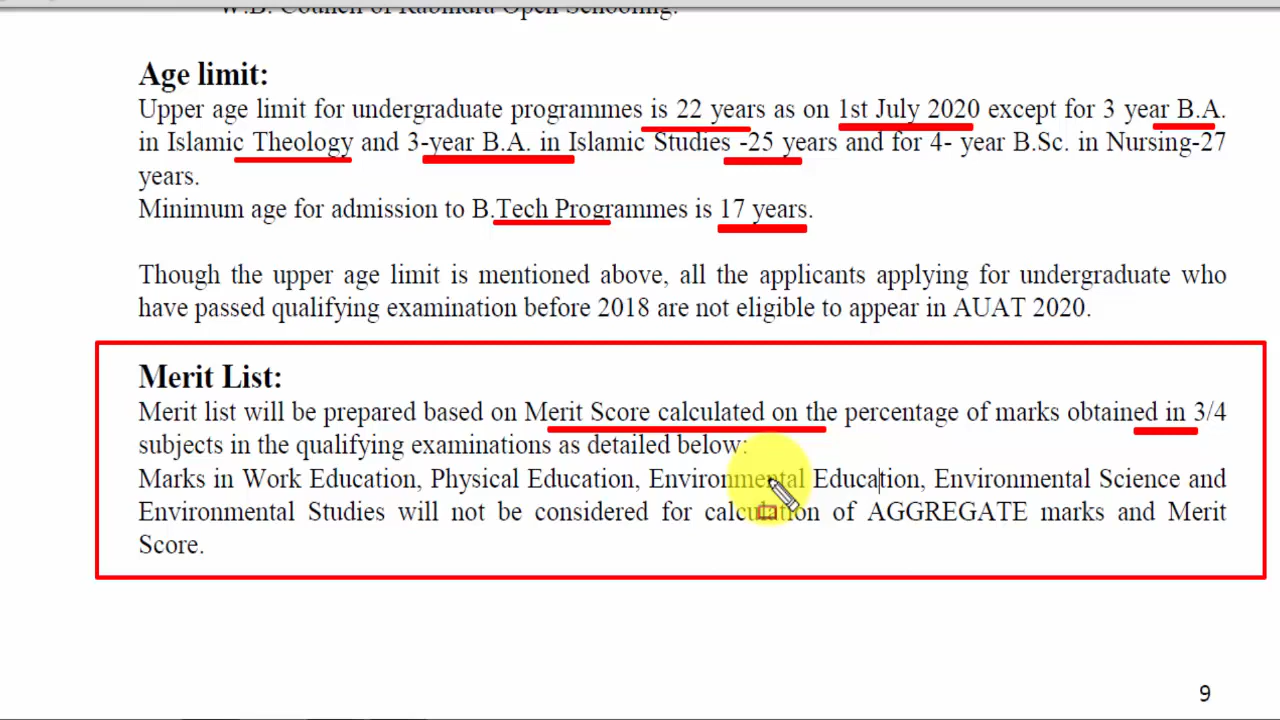 W.B. Council of Rabindra Open Schooling.
Age limit:
Upper age limit for undergraduate programmes is 22 years as on 1st July 2020 except for 3 year B.A.
in Islamic Theology and 3-year B.A. in Islamic Studies -25 years and for 4- year B.Sc. in Nursing-27
years.
Minimum age for admission to B.Tech Programmes is 17 years.
Though the upper age limit is mentioned above, all the applicants applying for undergraduate who
have passed qualifying examination before 2018 are not eligible to appear in AUAT 2020.
Merit List:
Merit list will be prepared based on Merit Score calculated on the percentage of marks obtained in 3/4
subjects in the qualifying examinations as detailed below:
Marks in Work Education, Physical Education, Environmental Education, Environmental Science and
Environmental Studies will not be considered for calculation of AGGREGATE marks and Merit
Score.
9